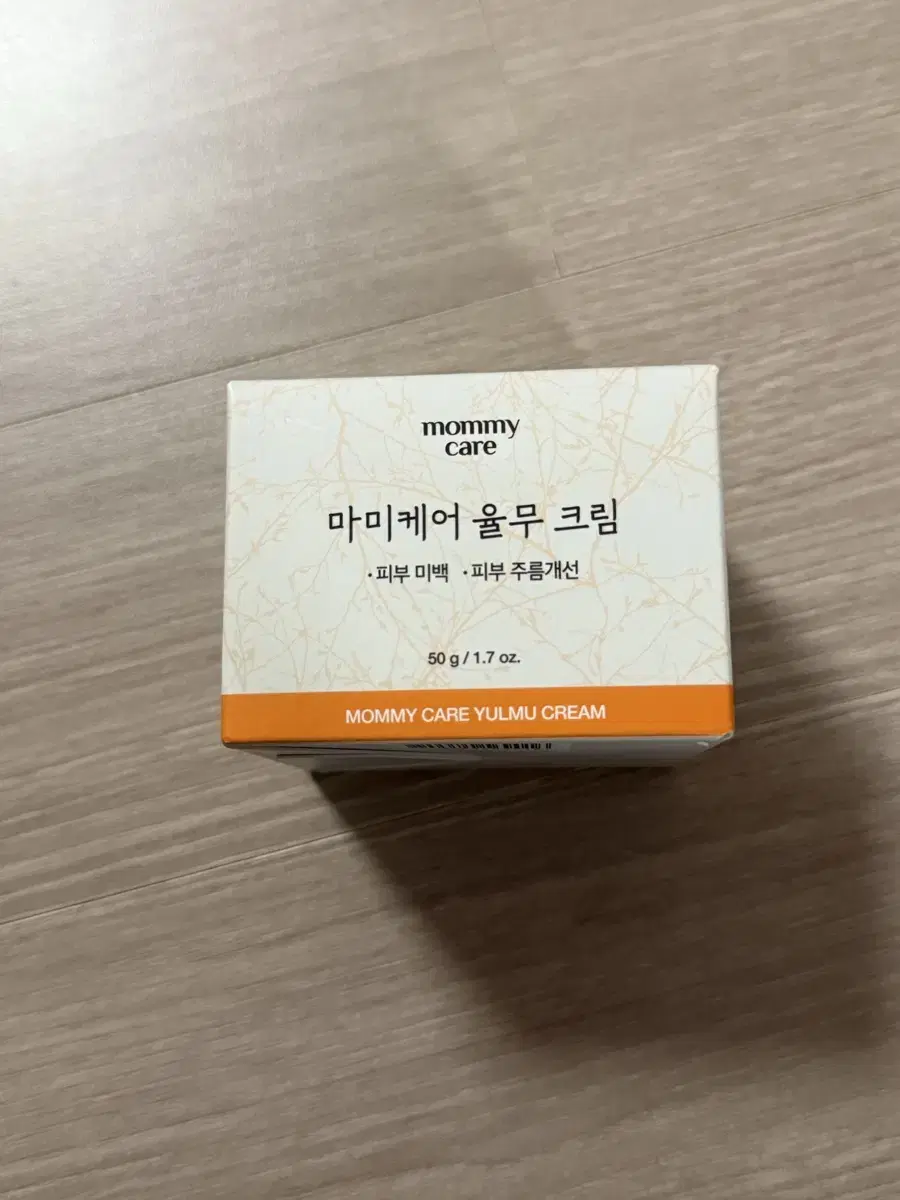 mommy
care
마미케어 율무 크림
·피부 미백 ·피부 주름개선
50 g / 1.7 oz.
MOMMY CARE YULMU CREAM